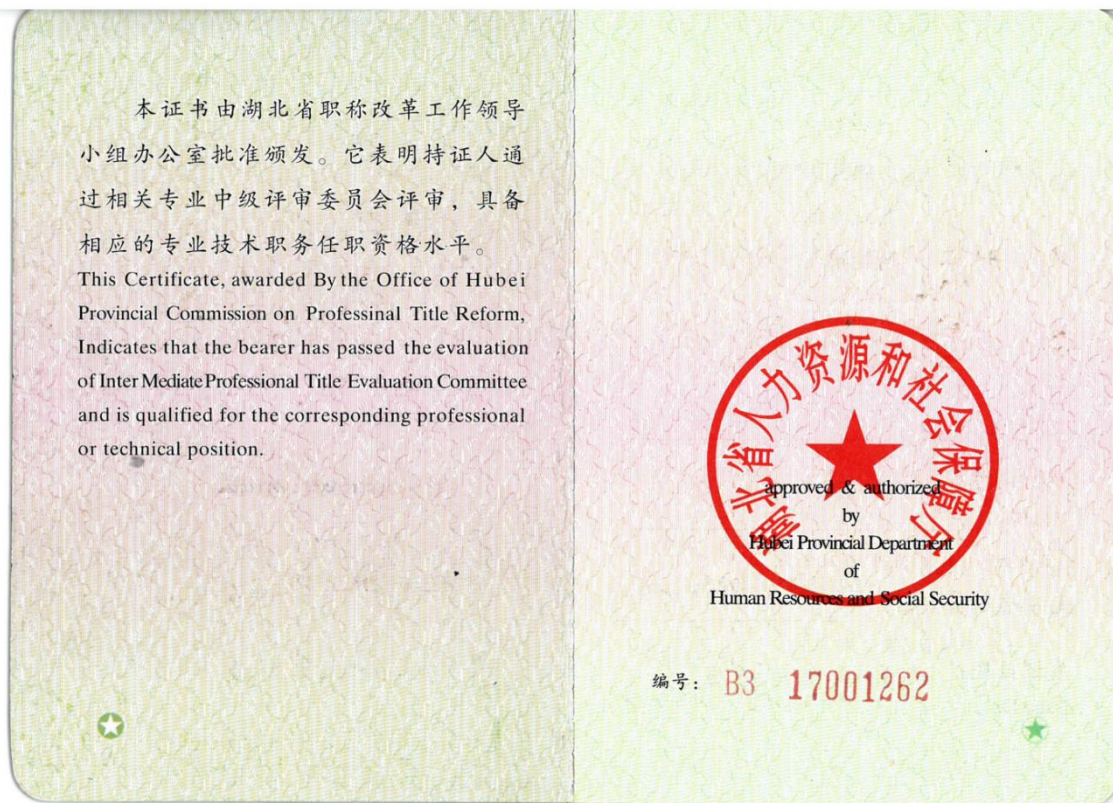 本证书由湖北省职称改革工作领导
小组办公室批准颁发。它表明持证人通
过相关专业中级评审委员会评审，具备
相应的专业技术职务任职资格水平。
This Certificate, awarded By the Office of Hubei
Provincial Commission on Professinal Title Reform,
Indicates that the bearer has passed the evaluation
of Inter Mediate Professional Title Evaluation Committee
and is qualified for the corresponding professional
or technical position.
湖北省人力资源和社会保障厅
approved & authorized
by
Hubei Provincial Department
of
Human Resources and Social Security
编号： B3 17001262